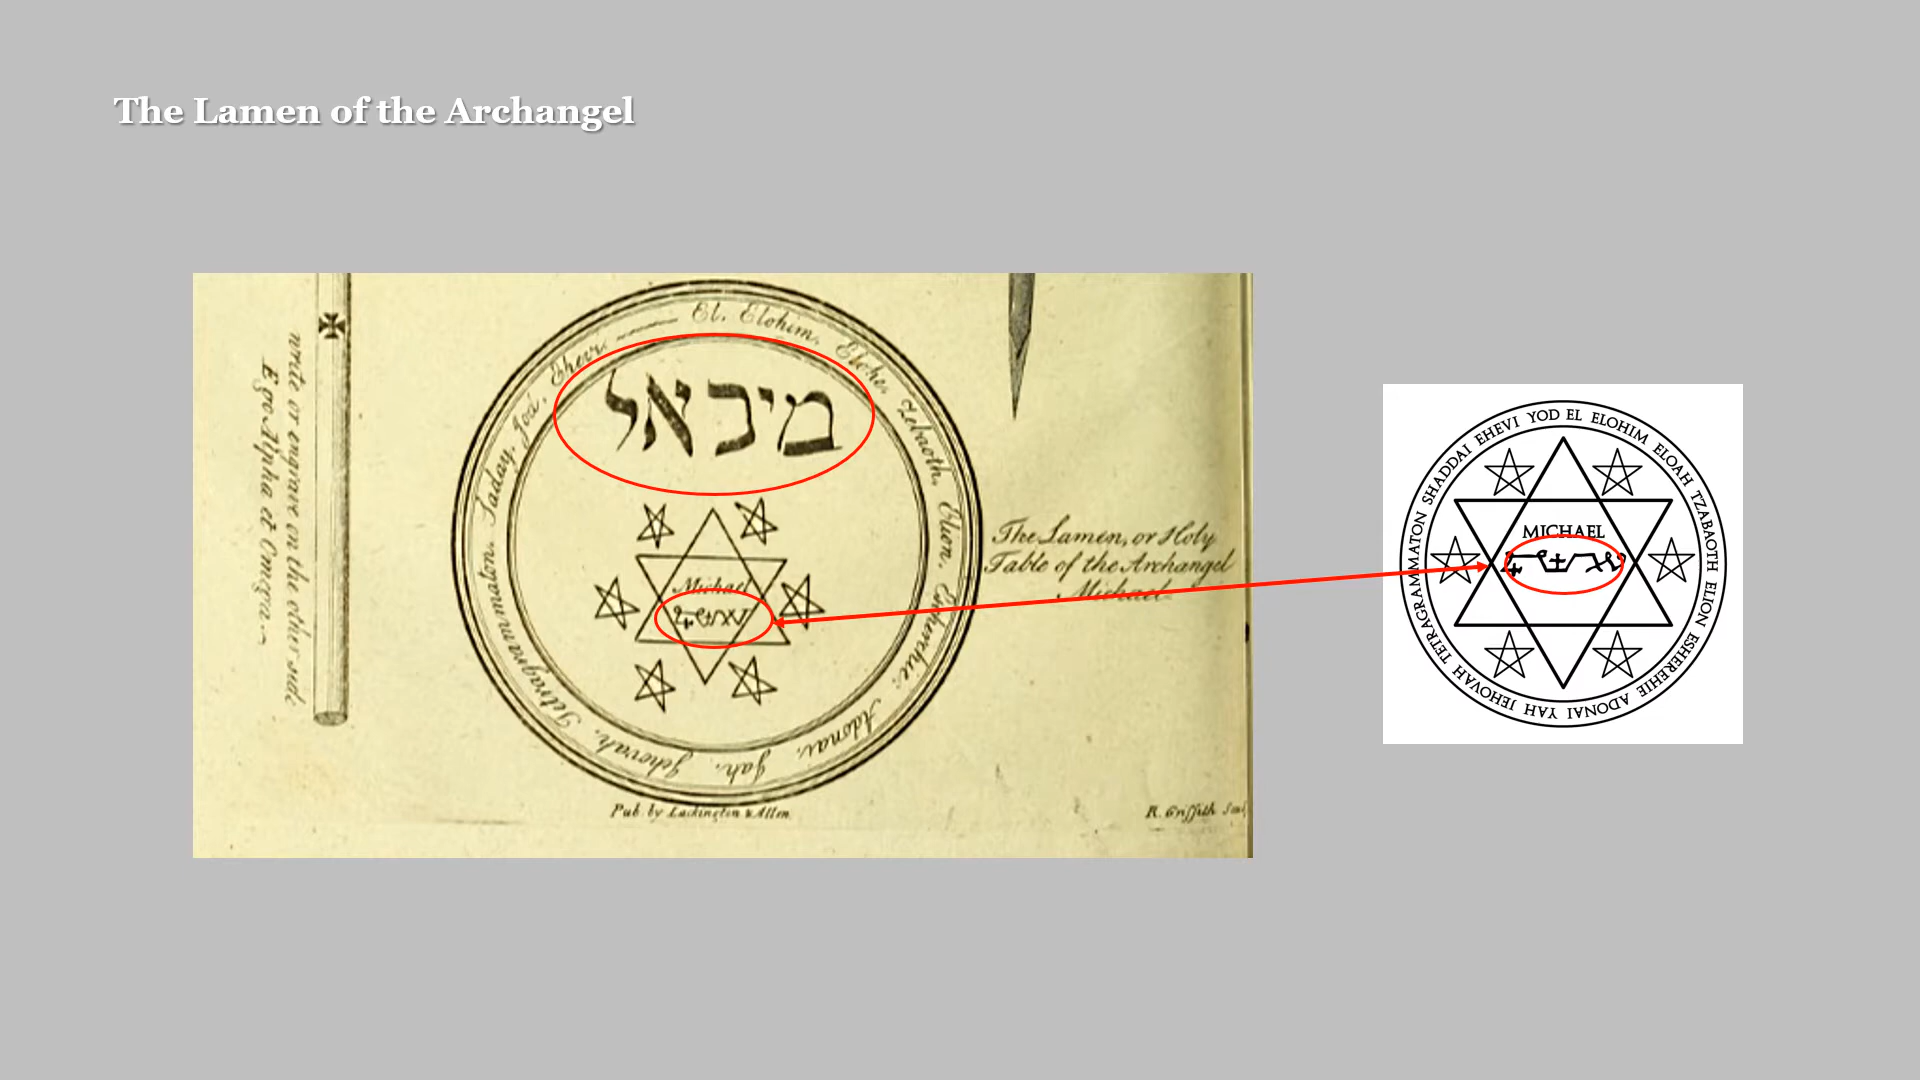 The Lamen of the Archangel
write or engrave on the other side
Ego Alpha et Omega
El. Elohim. Elohe. Zebaoth. Elion. Escherchie. Adonai. Jah. Jehovah. Tetragrammaton. Saday. Jod. Ehevi.
מיכאל
Michael
The Lamen, or Holy
Table of the Archangel
Michael
Pub. by Lackington & Allen
R. Griffith Scul
EL ELOHIM ELOAH TZABAOTH ELION ESHEREHIE ADONAI YAH JEHOVAH TETRAGRAMMATON SHADDAI EHEVI YOD
MICHAEL